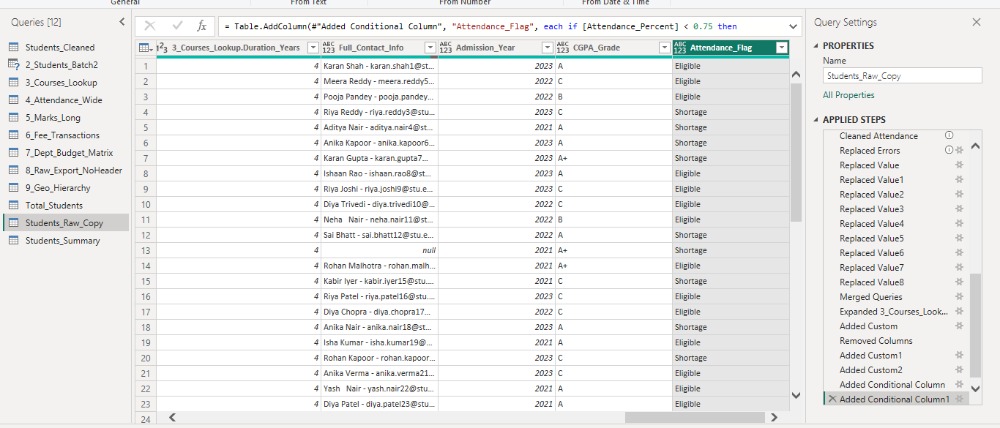 General From Text From Number From Date & Time
Queries [12]
Students_Cleaned
2_Students_Batch2
3_Courses_Lookup
4_Attendance_Wide
5_Marks_Long
6_Fee_Transactions
7_Dept_Budget_Matrix
8_Raw_Export_NoHeader
9_Geo_Hierarchy
Total_Students
Students_Raw_Copy
Students_Summary
fx = Table.AddColumn(#"Added Conditional Column", "Attendance_Flag", each if [Attendance_Percent] < 0.75 then
123 3_Courses_Lookup.Duration_Years ABC 123 Full_Contact_Info ABC 123 Admission_Year ABC 123 CGPA_Grade ABC 123 Attendance_Flag
1 4 Karan Shah - karan.shah1@st... 2023 A Eligible
2 4 Meera Reddy - meera.reddy5... 2022 C Eligible
3 4 Pooja Pandey - pooja.pandey... 2022 B Eligible
4 4 Riya Reddy - riya.reddy3@stu... 2023 C Shortage
5 4 Aditya Nair - aditya.nair4@st... 2021 A Shortage
6 4 Anika Kapoor - anika.kapoor6... 2023 A Shortage
7 4 Karan Gupta - karan.gupta7... 2023 A+ Shortage
8 4 Ishaan Rao - ishaan.rao8@st... 2023 A Eligible
9 4 Riya Joshi - riya.joshi9@stu.e... 2023 C Eligible
10 4 Diya Trivedi - diya.trivedi10@... 2022 C Eligible
11 4 Neha   Nair - neha.nair11@st... 2022 B Eligible
12 4 Sai Bhatt - sai.bhatt12@stu.e... 2022 A Shortage
13 4 null 2021 A+ Shortage
14 4 Rohan Malhotra - rohan.malh... 2021 A+ Eligible
15 4 Kabir Iyer - kabir.iyer15@stu.... 2021 C Shortage
16 4 Riya Patel - riya.patel16@stu.... 2023 C Eligible
17 4 Diya Chopra - diya.chopra17... 2022 C Eligible
18 4 Anika Nair - anika.nair18@st... 2023 A Shortage
19 4 Isha Kumar - isha.kumar19@... 2021 A Eligible
20 4 Rohan Kapoor - rohan.kapoor... 2023 C Shortage
21 4 Anika Verma - anika.verma21... 2023 C Eligible
22 4 Yash   Nair - yash.nair22@stu... 2021 A Eligible
23 4 Diya Patel - diya.patel23@stu... 2021 A Eligible
24
Query Settings
PROPERTIES
Name
Students_Raw_Copy
All Properties
APPLIED STEPS
Cleaned Attendance
Replaced Errors
Replaced Value
Replaced Value1
Replaced Value2
Replaced Value3
Replaced Value4
Replaced Value5
Replaced Value6
Replaced Value7
Replaced Value8
Merged Queries
Expanded 3_Courses_Look...
Added Custom
Removed Columns
Added Custom1
Added Custom2
Added Conditional Column
Added Conditional Column1